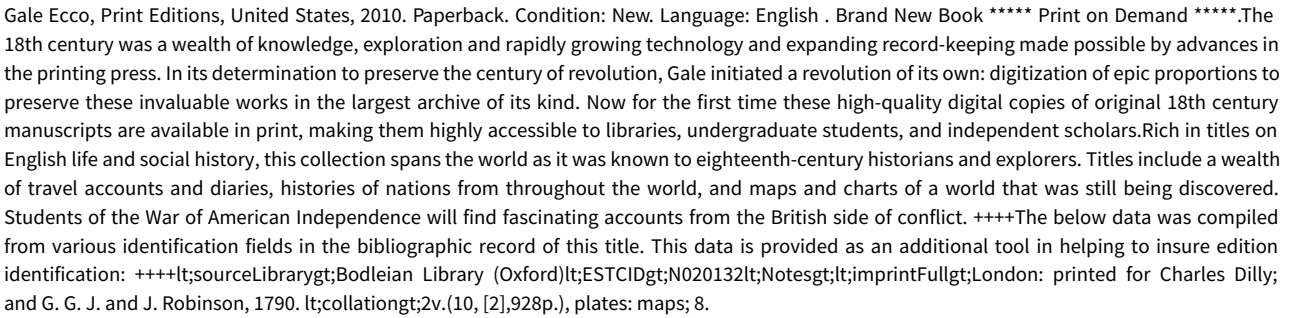 Gale Ecco, Print Editions, United States, 2010. Paperback. Condition: New. Language: English . Brand New Book ***** Print on Demand *****.The
18th century was a wealth of knowledge, exploration and rapidly growing technology and expanding record-keeping made possible by advances in
the printing press. In its determination to preserve the century of revolution, Gale initiated a revolution of its own: digitization of epic proportions to
preserve these invaluable works in the largest archive of its kind. Now for the first time these high-quality digital copies of original 18th century
manuscripts are available in print, making them highly accessible to libraries, undergraduate students, and independent scholars.Rich in titles on
English life and social history, this collection spans the world as it was known to eighteenth-century historians and explorers. Titles include a wealth
of travel accounts and diaries, histories of nations from throughout the world, and maps and charts of a world that was still being discovered.
Students of the War of American Independence will find fascinating accounts from the British side of conflict. ++++The below data was compiled
from various identification fields in the bibliographic record of this title. This data is provided as an additional tool in helping to insure edition
identification: ++++lt;sourceLibrarygt;Bodleian Library (Oxford)lt;ESTCIDgt;N020132lt;Notesgt;lt;imprintFullgt;London: printed for Charles Dilly;
and G. G. J. and J. Robinson, 1790. lt;collationgt;2v.(10, [2],928p.), plates: maps; 8.